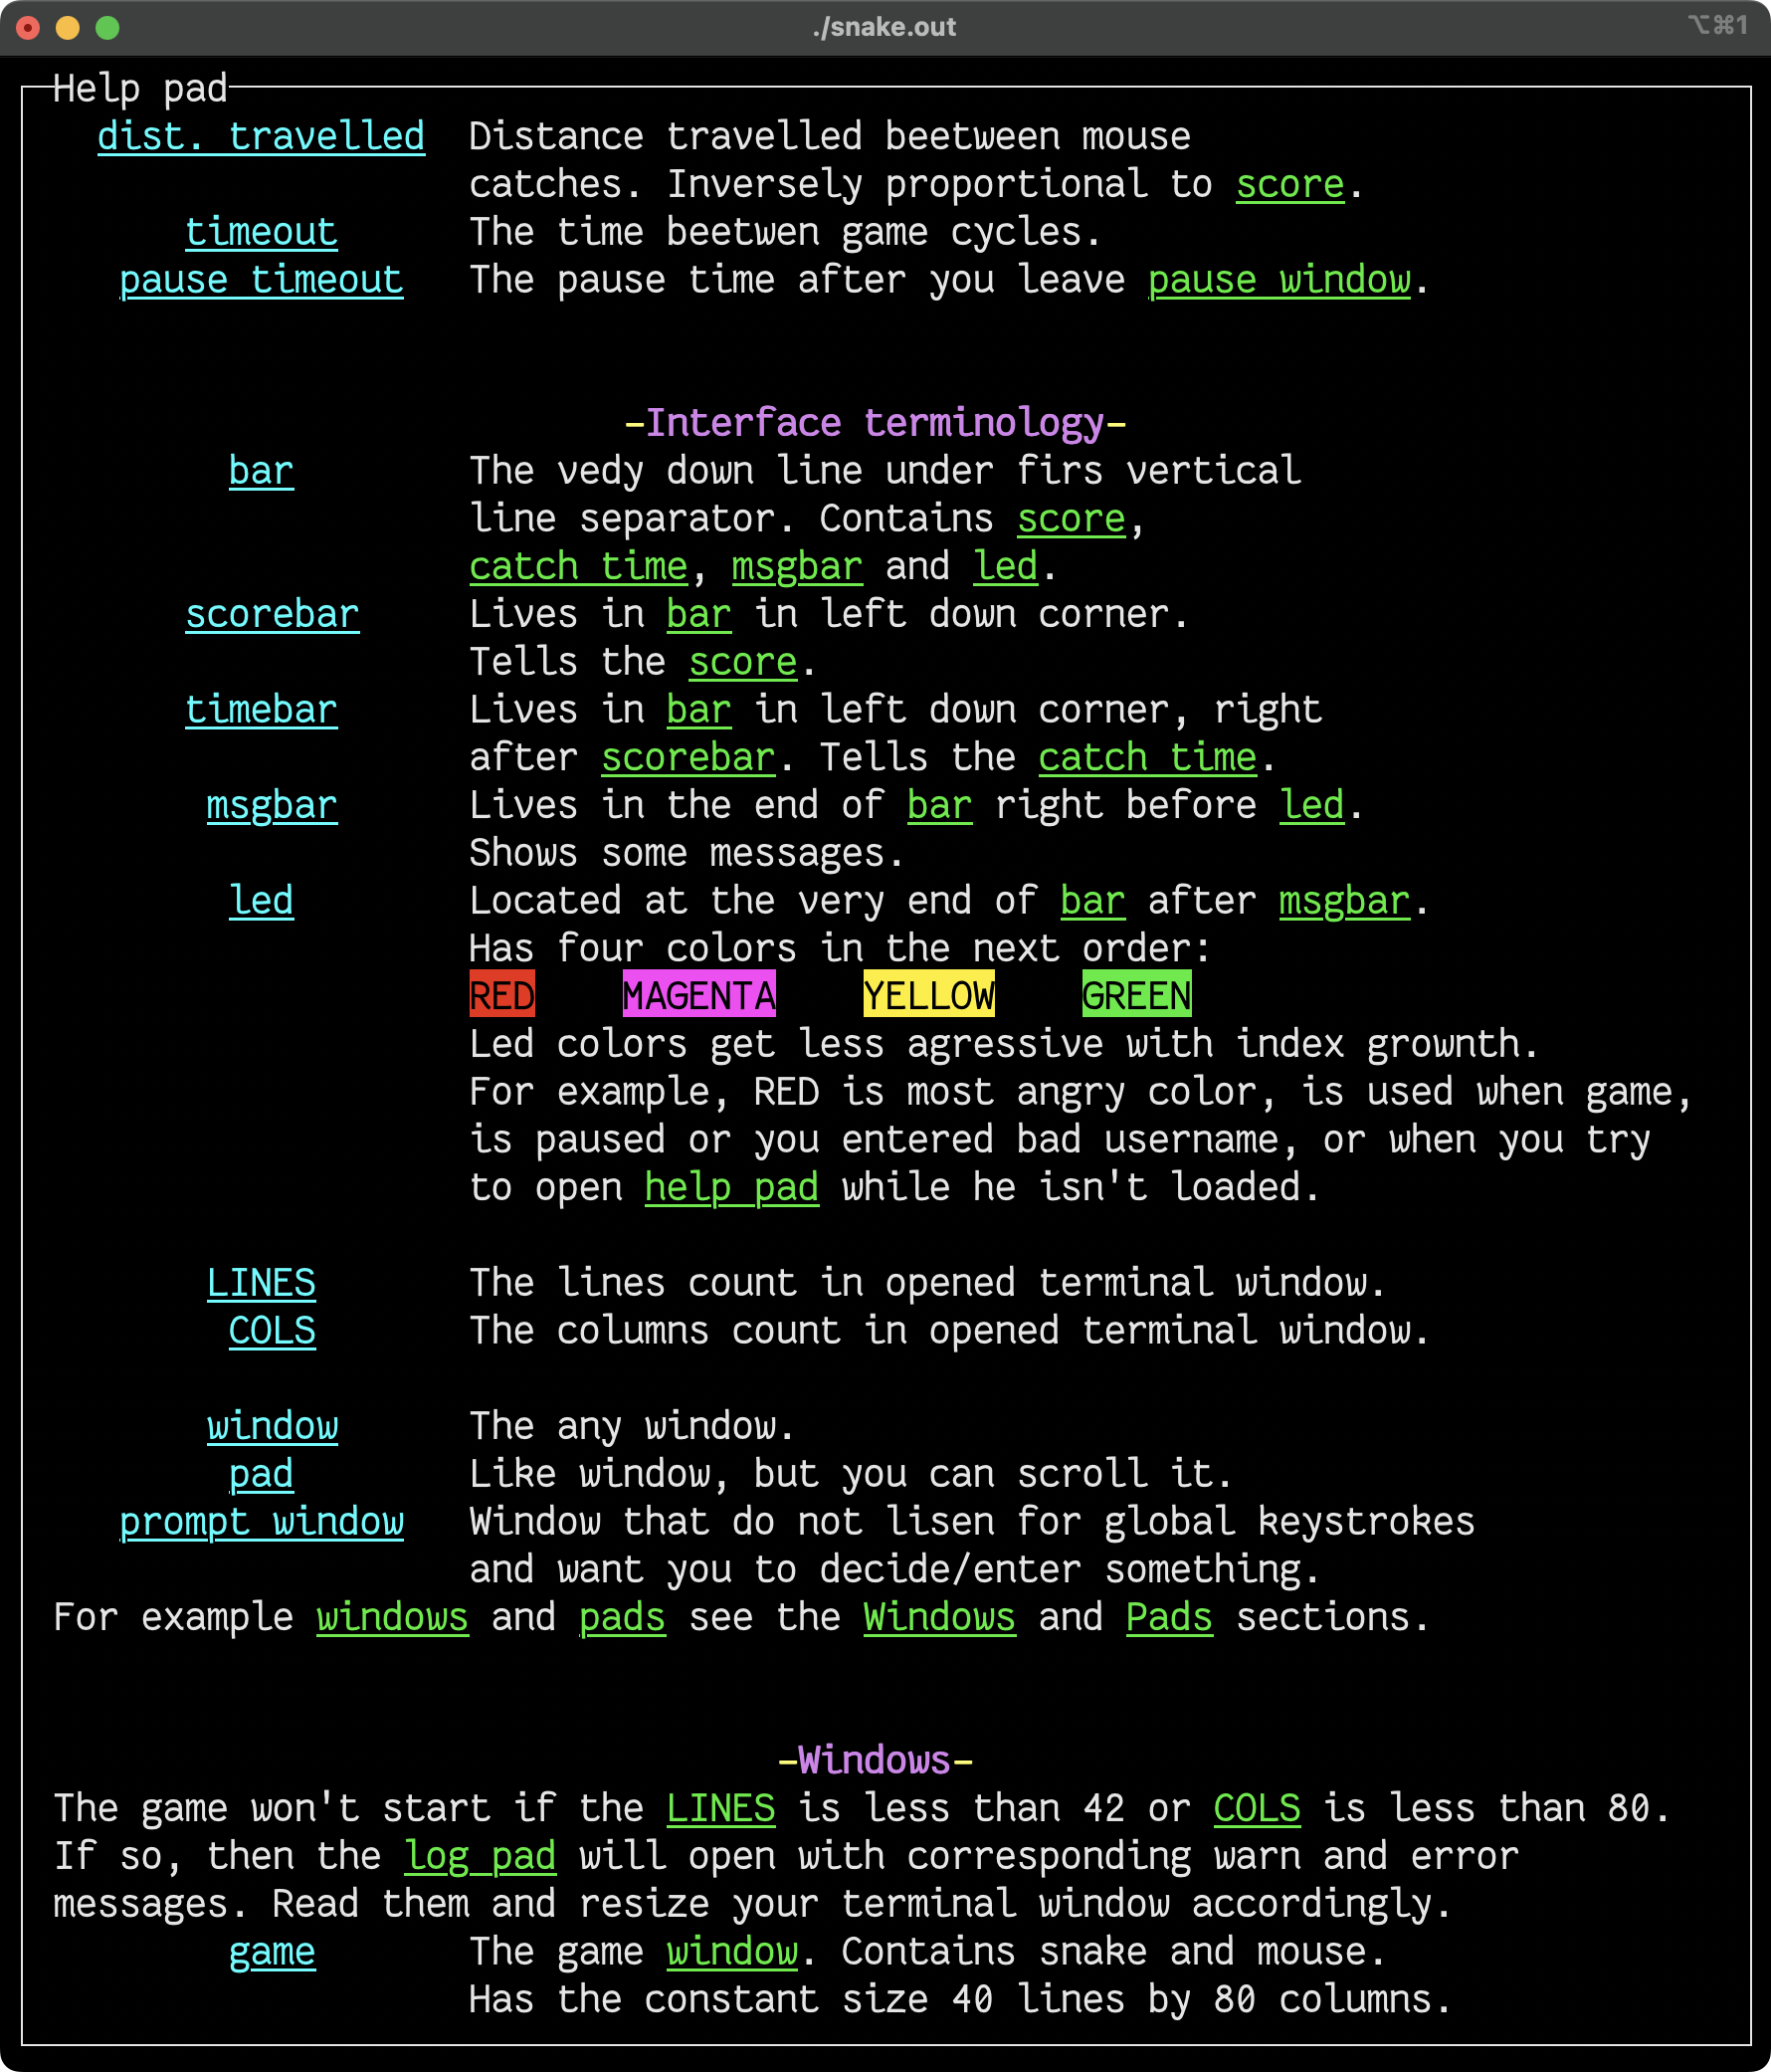 ./snake.out
⌥⌘1
Help pad
dist. travelled Distance travelled beetween mouse
catches. Inversely proportional to score.
timeout The time beetwen game cycles.
pause timeout The pause time after you leave pause window.
-Interface terminology-
bar The vedy down line under firs vertical
line separator. Contains score,
catch time, msgbar and led.
scorebar Lives in bar in left down corner.
Tells the score.
timebar Lives in bar in left down corner, right
after scorebar. Tells the catch time.
msgbar Lives in the end of bar right before led.
Shows some messages.
led Located at the very end of bar after msgbar.
Has four colors in the next order:
RED MAGENTA YELLOW GREEN
Led colors get less agressive with index grownth.
For example, RED is most angry color, is used when game,
is paused or you entered bad username, or when you try
to open help pad while he isn't loaded.
LINES The lines count in opened terminal window.
COLS The columns count in opened terminal window.
window The any window.
pad Like window, but you can scroll it.
prompt window Window that do not lisen for global keystrokes
and want you to decide/enter something.
For example windows and pads see the Windows and Pads sections.
-Windows-
The game won't start if the LINES is less than 42 or COLS is less than 80.
If so, then the log pad will open with corresponding warn and error
messages. Read them and resize your terminal window accordingly.
game The game window. Contains snake and mouse.
Has the constant size 40 lines by 80 columns.